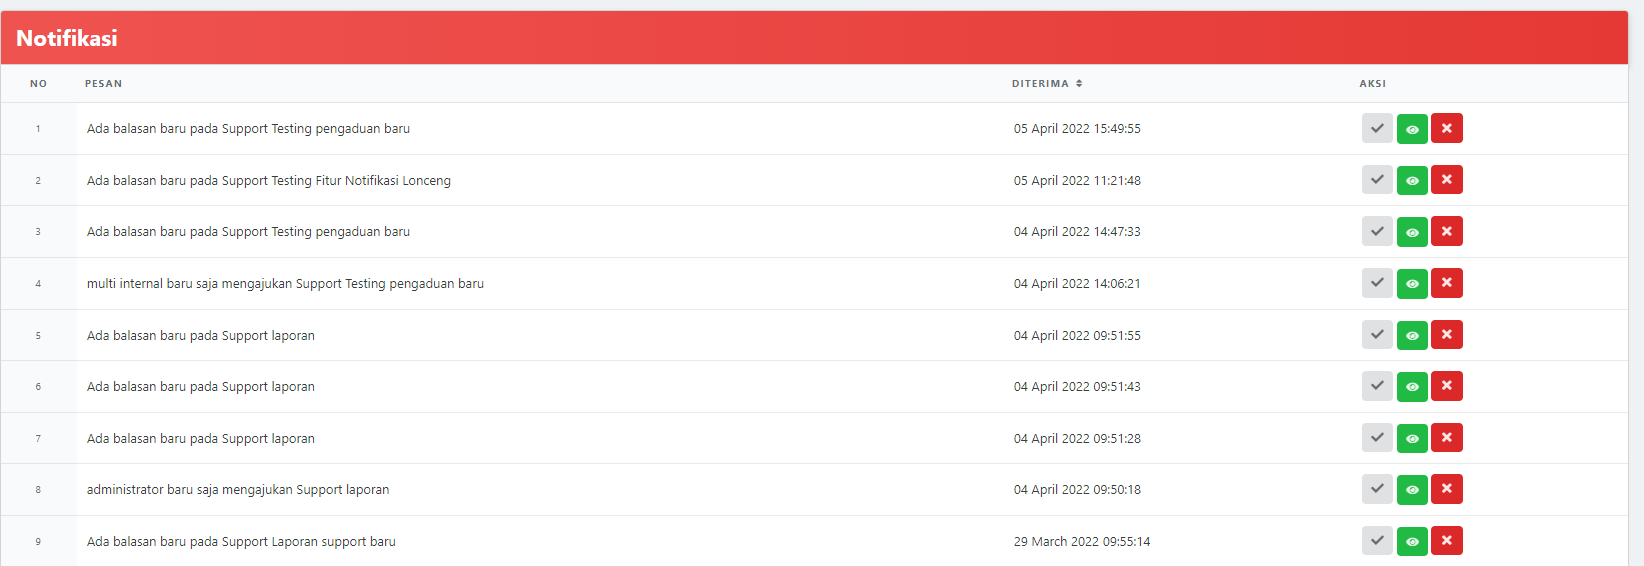 Notifikasi
NO PESAN DITERIMA AKSI
1 Ada balasan baru pada Support Testing pengaduan baru 05 April 2022 15:49:55
2 Ada balasan baru pada Support Testing Fitur Notifikasi Lonceng 05 April 2022 11:21:48
3 Ada balasan baru pada Support Testing pengaduan baru 04 April 2022 14:47:33
4 multi internal baru saja mengajukan Support Testing pengaduan baru 04 April 2022 14:06:21
5 Ada balasan baru pada Support laporan 04 April 2022 09:51:55
6 Ada balasan baru pada Support laporan 04 April 2022 09:51:43
7 Ada balasan baru pada Support laporan 04 April 2022 09:51:28
8 administrator baru saja mengajukan Support laporan 04 April 2022 09:50:18
9 Ada balasan baru pada Support Laporan support baru 29 March 2022 09:55:14